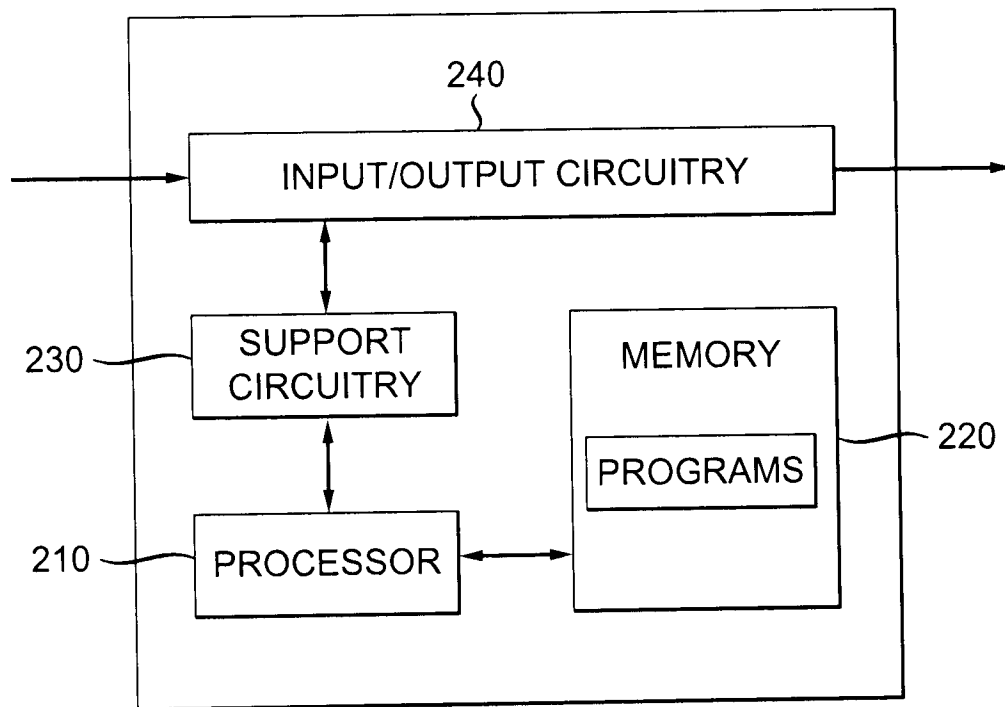 240
INPUT/OUTPUT CIRCUITRY
230
SUPPORT
CIRCUITRY
MEMORY
220
PROGRAMS
210
PROCESSOR